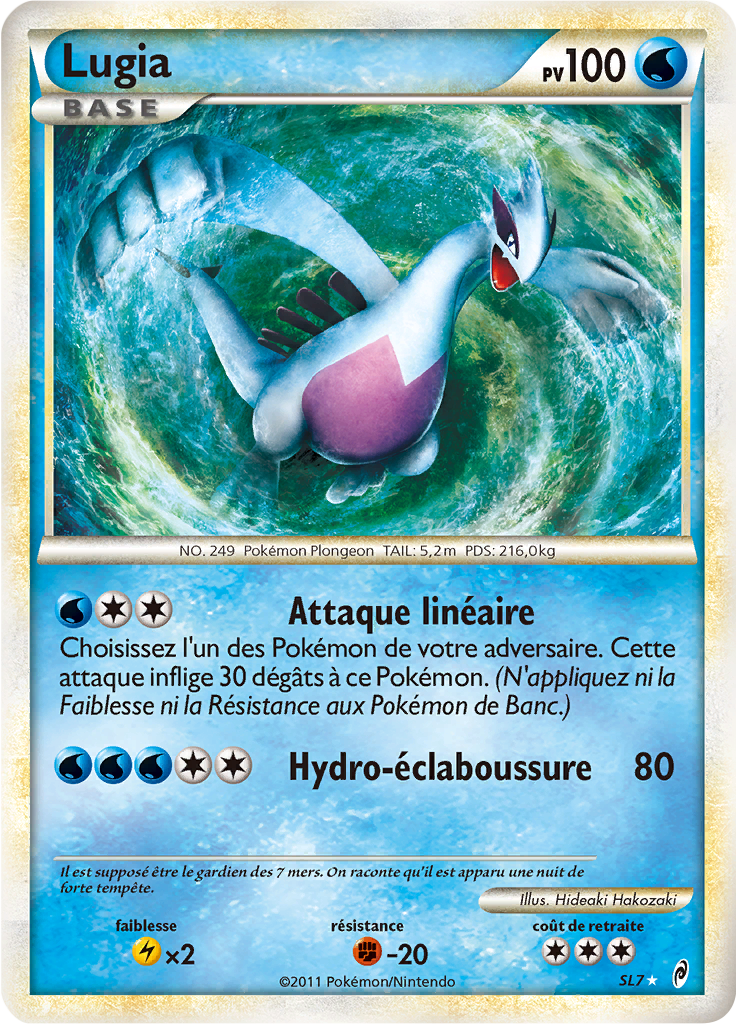 Lugia
PV100
BASE
NO. 249 Pokémon Plongeon TAIL: 5,2m PDS: 216,0kg
Attaque linéaire
Choisissez l'un des Pokémon de votre adversaire. Cette
attaque inflige 30 dégâts à ce Pokémon. (N'appliquez ni la
Faiblesse ni la Résistance aux Pokémon de Banc.)
Hydro-éclaboussure 80
Il est supposé être le gardien des 7 mers. On raconte qu'il est apparu une nuit de
forte tempête.
Illus. Hideaki Hakozaki
faiblesse résistance coût de retraite
×2 -20
©2011 Pokémon/Nintendo
SL7